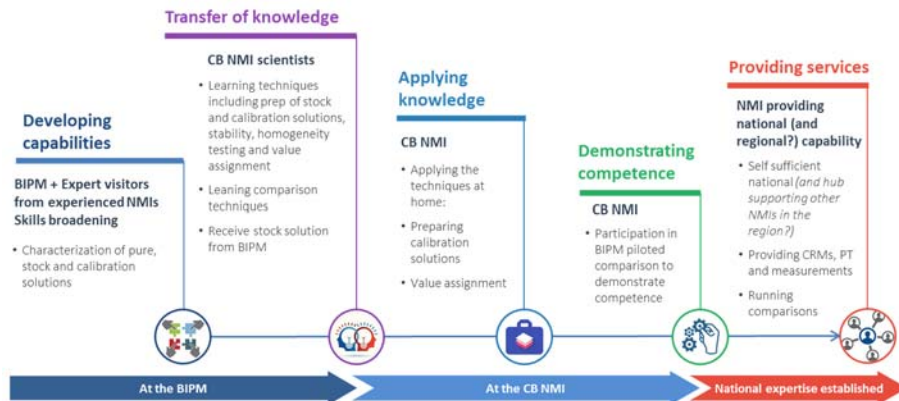 Developing
capabilities
BIPM + Expert visitors
from experienced NMIs
Skills broadening
• Characterization of pure,
stock and calibration
solutions
Transfer of knowledge
CB NMI scientists
• Learning techniques
including prep of stock
and calibration solutions,
stability, homogeneity
testing and value
assignment
• Leaning comparison
techniques
• Receive stock solution
from BIPM
Applying
knowledge
CB NMI
• Applying the
techniques at
home:
• Preparing
calibration
solutions
• Value assignment
Demonstrating
competence
CB NMI
• Participation in
BIPM piloted
comparison to
demonstrate
competence
Providing services
NMI providing
national (and
regional?) capability
• Self sufficient
national (and hub
supporting other
NMIs in the
region?)
• Providing CRMs, PT
and measurements
• Running
comparisons
At the BIPM
At the CB NMI
National expertise established